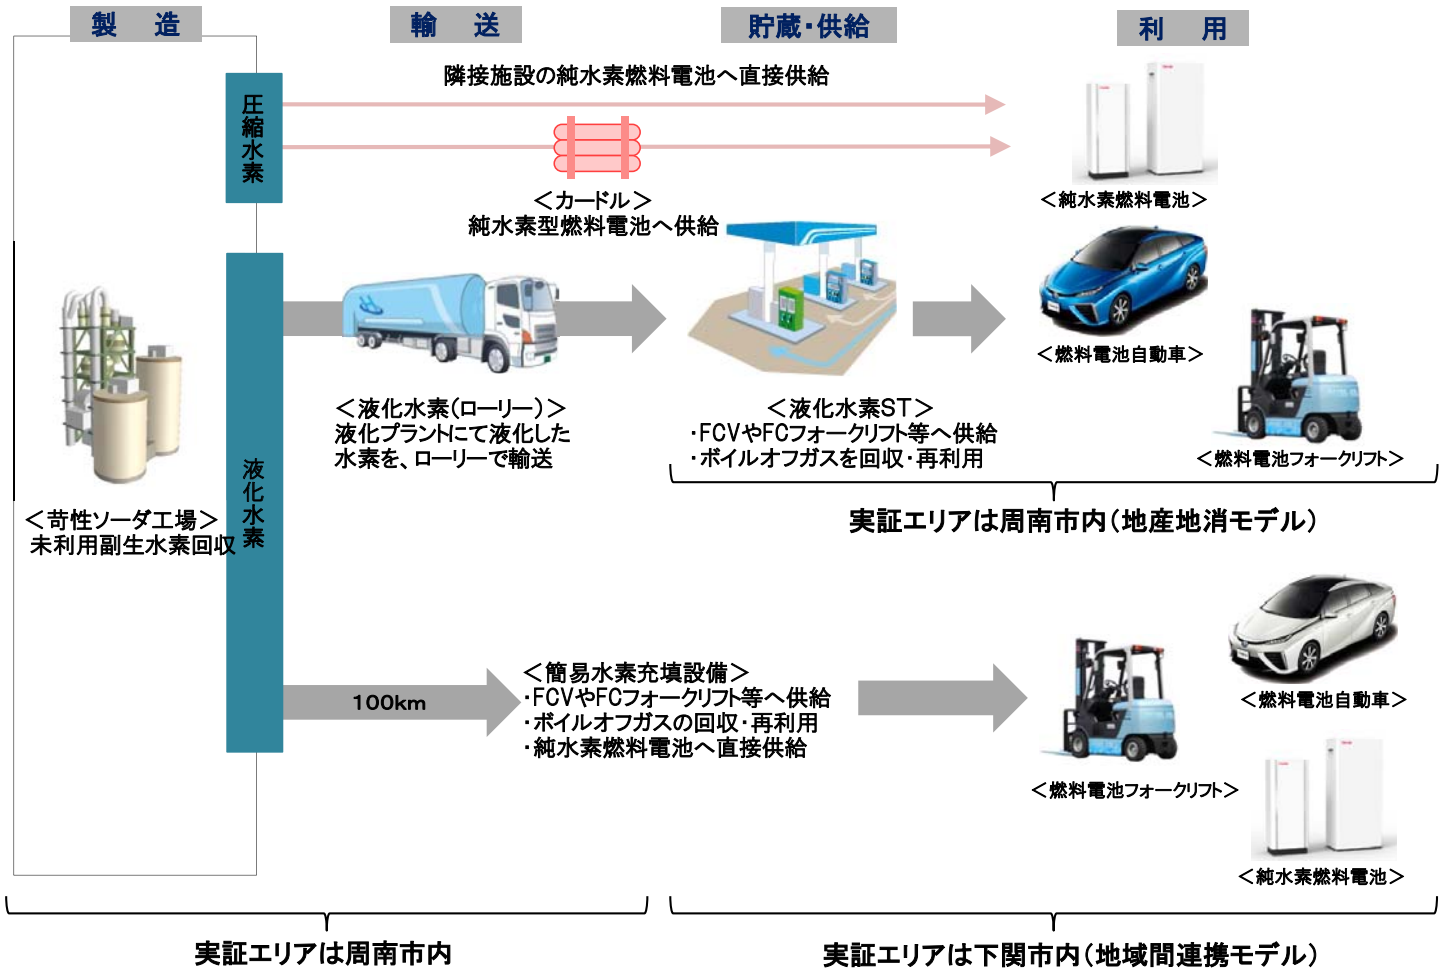 製　造
輸　送
貯蔵・供給
利　用
隣接施設の純水素燃料電池へ直接供給
圧縮水素
＜カードル＞
純水素型燃料電池へ供給
＜純水素燃料電池＞
＜燃料電池自動車＞
＜液化水素（ローリー）＞
液化プラントにて液化した
水素を、ローリーで輸送
＜液化水素ST＞
・FCVやFCフォークリフト等へ供給
・ボイルオフガスを回収・再利用
＜燃料電池フォークリフト＞
液化水素
＜苛性ソーダ工場＞
未利用副生水素回収
実証エリアは周南市内（地産地消モデル）
100km
＜簡易水素充填設備＞
・FCVやFCフォークリフト等へ供給
・ボイルオフガスの回収・再利用
・純水素燃料電池へ直接供給
＜燃料電池自動車＞
＜燃料電池フォークリフト＞
＜純水素燃料電池＞
実証エリアは周南市内
実証エリアは下関市内（地域間連携モデル）